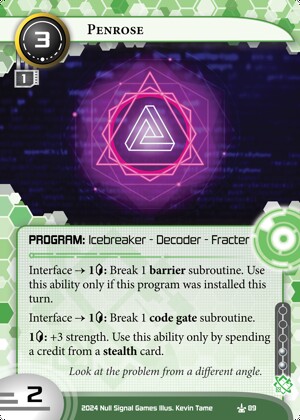 3
Penrose
1
PROGRAM: Icebreaker - Decoder - Fracter
Interface → 1: Break 1 barrier subroutine. Use
this ability only if this program was installed this
turn.
Interface → 1: Break 1 code gate subroutine.
1: +3 strength. Use this ability only by spending
a credit from a stealth card.
Look at the problem from a different angle.
2
2024 Null Signal Games Illus. Kevin Tame
89